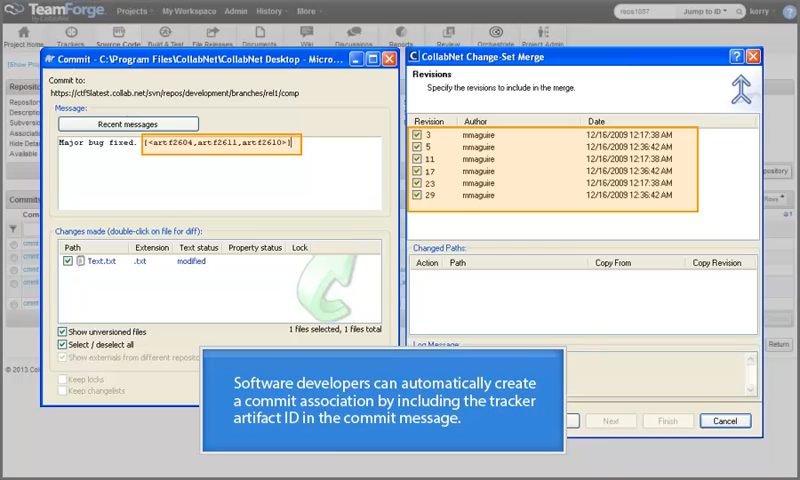 TeamForge
Projects My Workspace Admin History More
ross1037 Jump to ID kerry
Project Home Trackers Source Code Build & Test File Releases Documents Wiki Discussions Reports Review Orchestrate Project Admin
Commit - C:\Program Files\CollabNet\CollabNet Desktop - Micro...
Commit to:
https://ctf5latest.collab.net/svn/repos/development/branches/rel1/comp
Message:
Recent messages
Major bug fixed. [<artf2604,artf2611,artf2610>]
Changes made (double-click on file for diff):
Path Extension Text status Property status Lock
Text.txt .txt modified
Show unversioned files
1 files selected, 1 files total
Select / deselect all
Show externals from different reposito
Keep locks
Keep changelists
CollabNet Change-Set Merge
Revisions
Specify the revisions to include in the merge.
Revision Author Date
3 mmaguire 12/16/2009 12:17:38 AM
5 mmaguire 12/16/2009 12:36:42 AM
11 mmaguire 12/16/2009 12:17:38 AM
17 mmaguire 12/16/2009 12:36:42 AM
23 mmaguire 12/16/2009 12:17:38 AM
29 mmaguire 12/16/2009 12:36:42 AM
Changed Paths:
Action Path Copy From Copy Revision
Log Message:
Next Finish Cancel
Software developers can automatically create
a commit association by including the tracker
artifact ID in the commit message.
Return